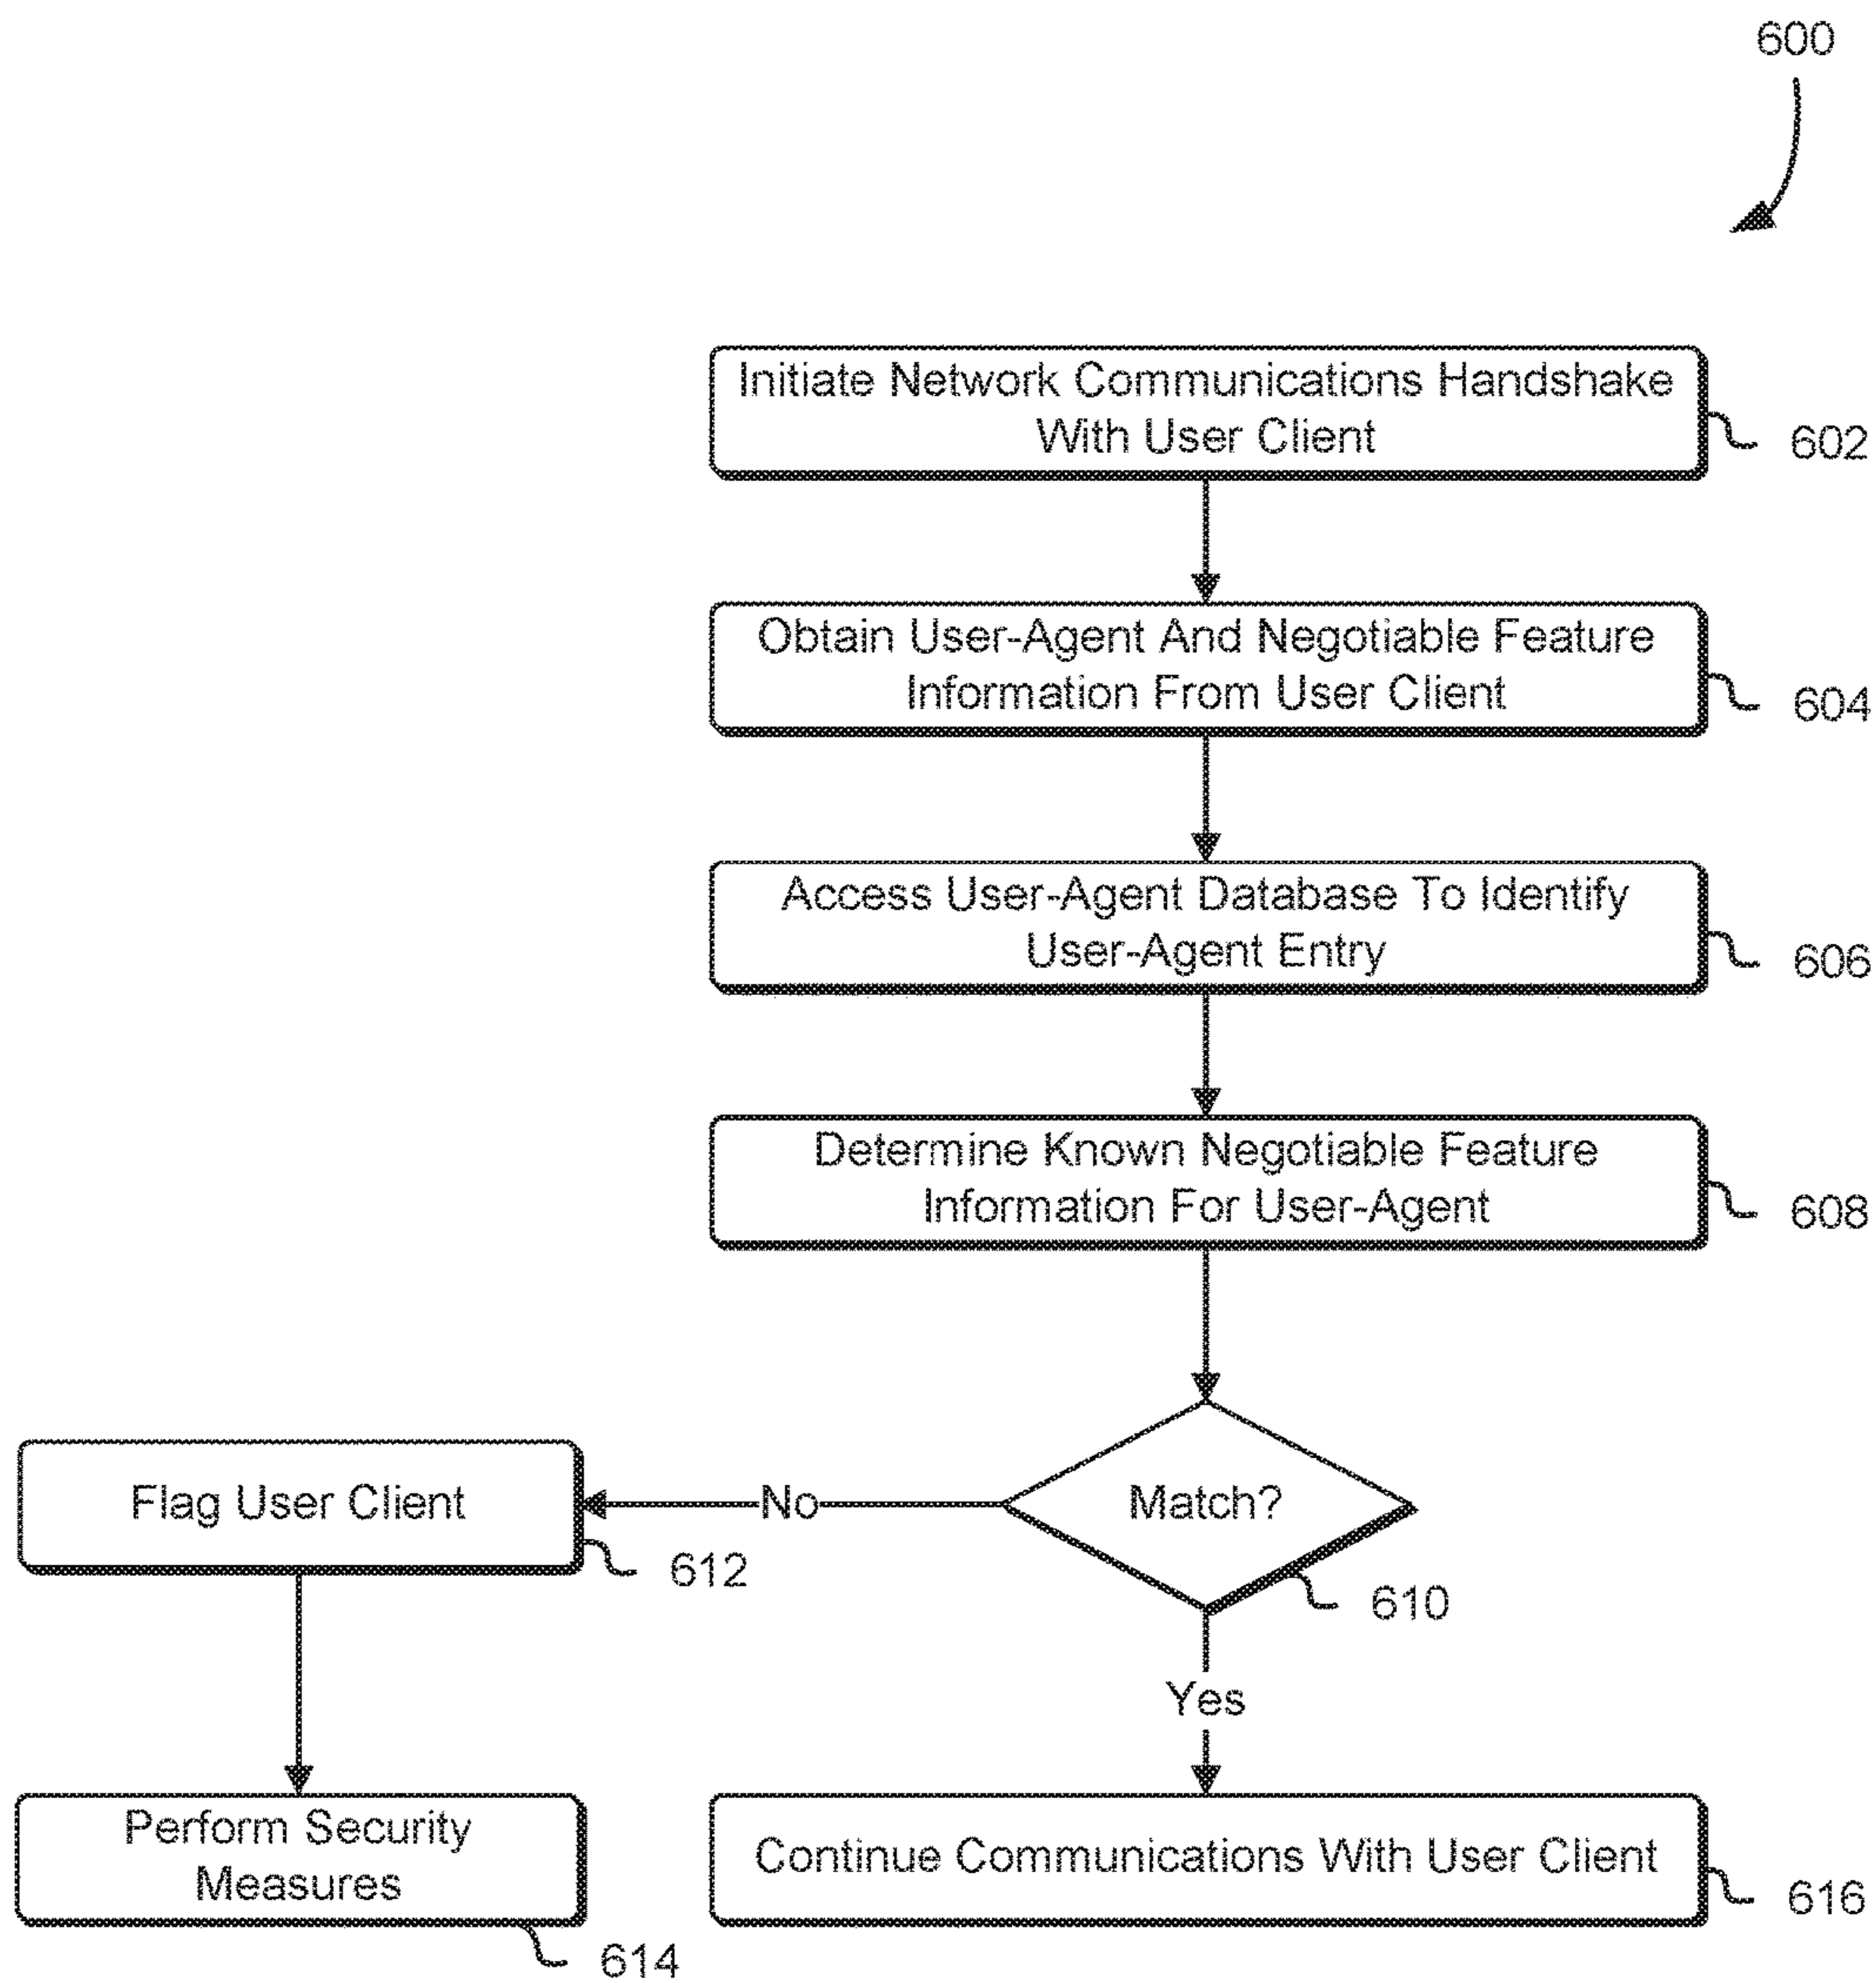 600
Initiate Network Communications Handshake
With User Client
602
Obtain User-Agent And Negotiable Feature
Information From User Client
604
Access User-Agent Database To Identify
User-Agent Entry
606
Determine Known Negotiable Feature
Information For User-Agent
608
Flag User Client
612
No
Match?
610
Yes
Perform Security
Measures
614
Continue Communications With User Client
616